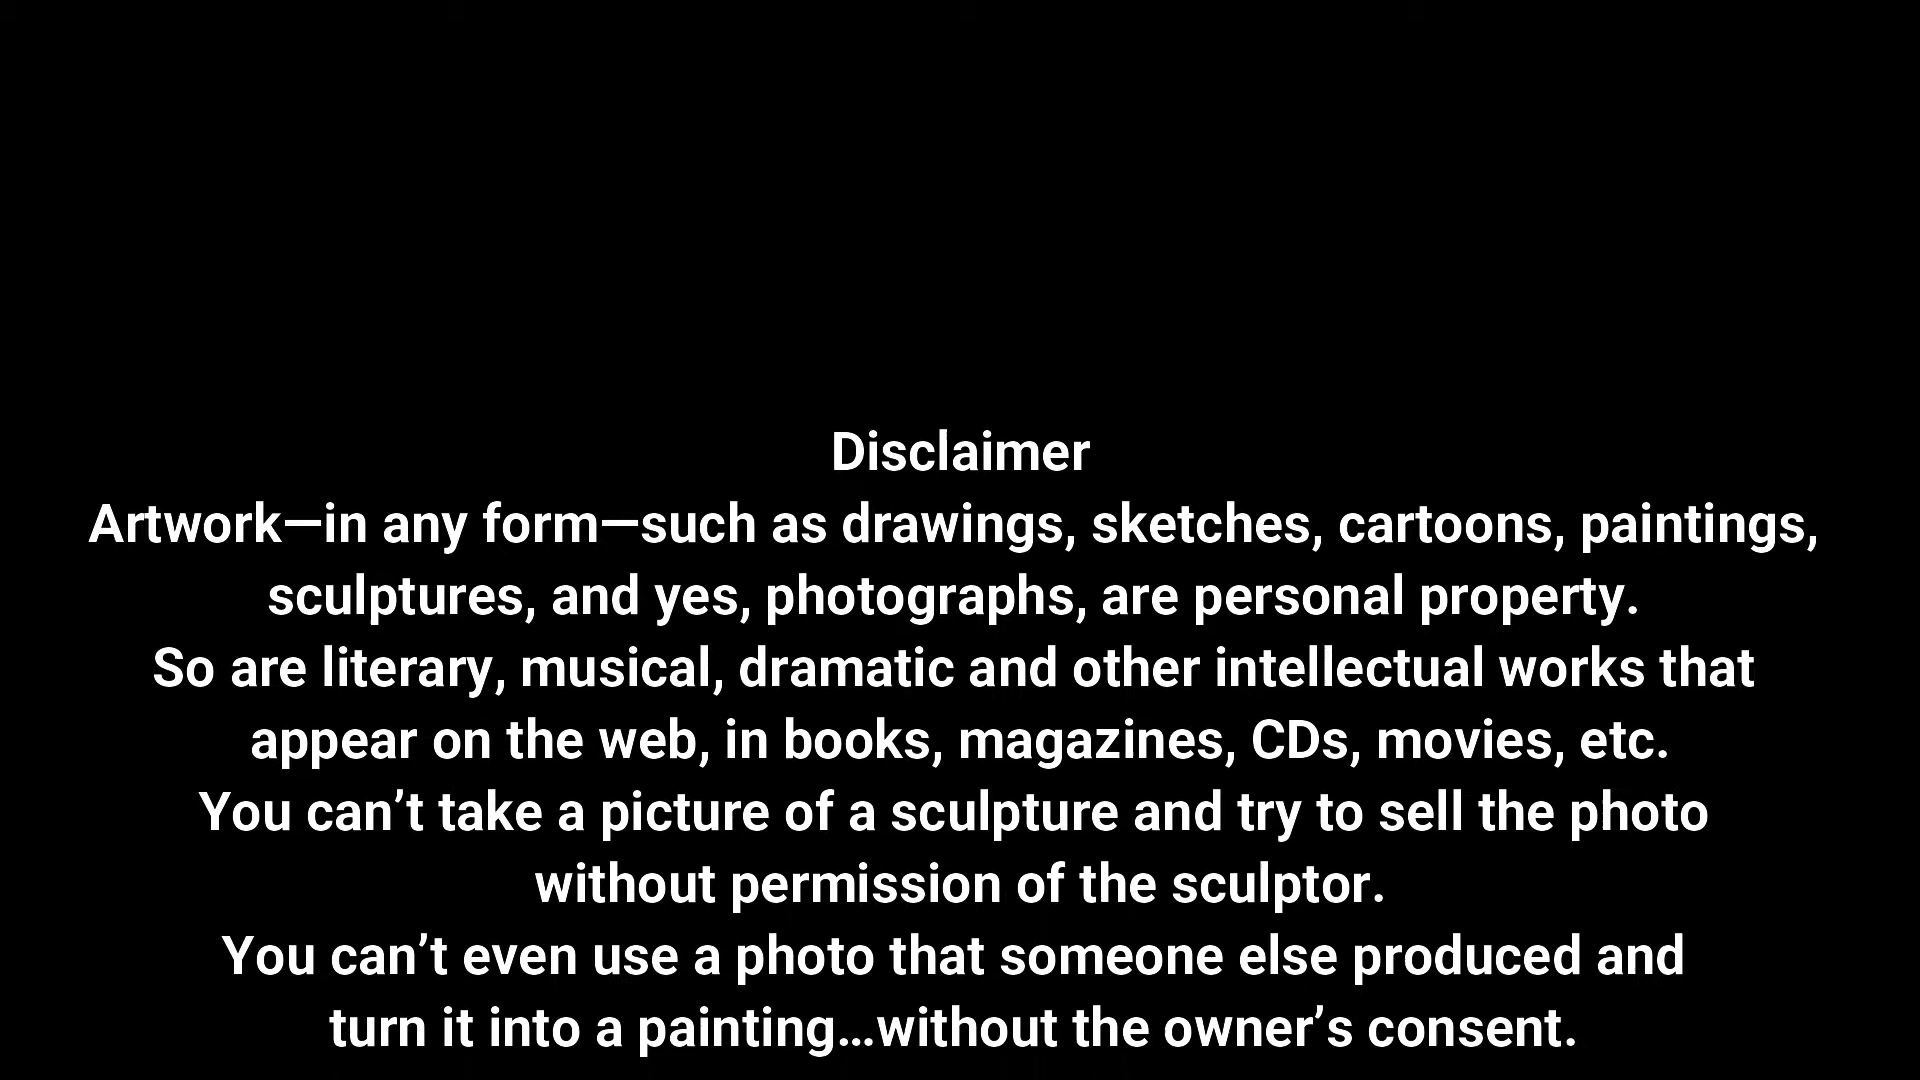 Disclaimer
Artwork—in any form—such as drawings, sketches, cartoons, paintings,
sculptures, and yes, photographs, are personal property.
So are literary, musical, dramatic and other intellectual works that
appear on the web, in books, magazines, CDs, movies, etc.
You can’t take a picture of a sculpture and try to sell the photo
without permission of the sculptor.
You can’t even use a photo that someone else produced and
turn it into a painting…without the owner’s consent.